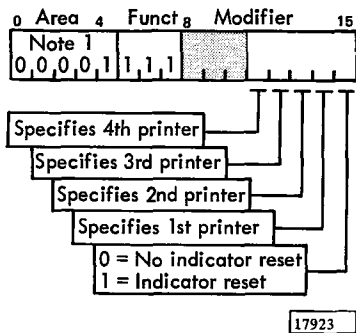 0 Area 4 Funct 8 Modifier 15
Note 1
0 0 0 0 1 1 1 1
Specifies 4th printer
Specifies 3rd printer
Specifies 2nd printer
Specifies 1st printer
0 = No indicator reset
1 = Indicator reset
17923